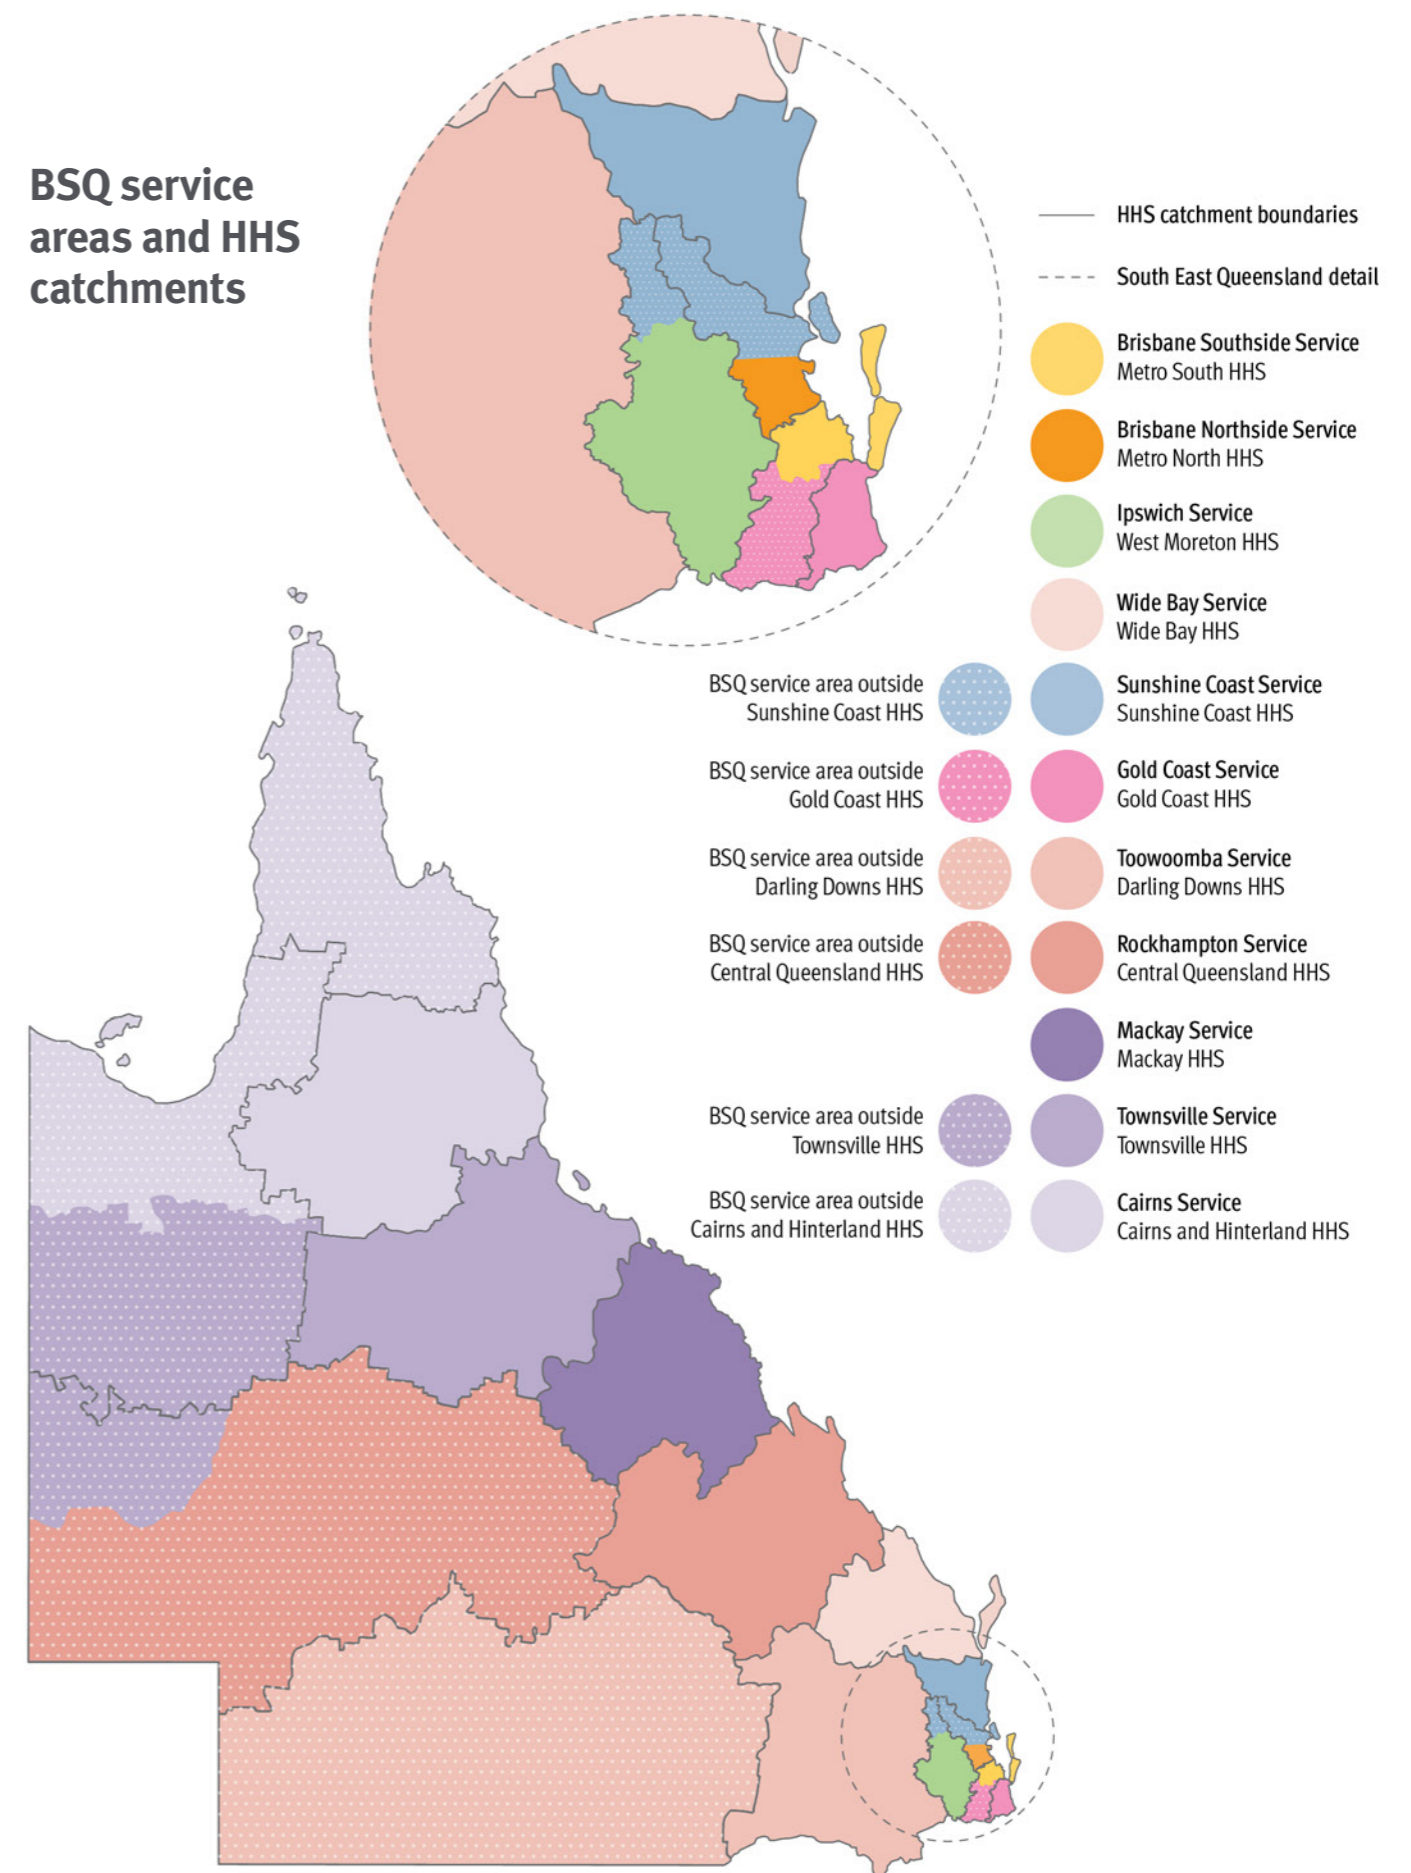 BSQ service
areas and HHS
catchments
HHS catchment boundaries
South East Queensland detail
Brisbane Southside Service
Metro South HHS
Brisbane Northside Service
Metro North HHS
Ipswich Service
West Moreton HHS
Wide Bay Service
Wide Bay HHS
BSQ service area outside
Sunshine Coast HHS
Sunshine Coast Service
Sunshine Coast HHS
BSQ service area outside
Gold Coast HHS
Gold Coast Service
Gold Coast HHS
BSQ service area outside
Darling Downs HHS
Toowoomba Service
Darling Downs HHS
BSQ service area outside
Central Queensland HHS
Rockhampton Service
Central Queensland HHS
Mackay Service
Mackay HHS
BSQ service area outside
Townsville HHS
Townsville Service
Townsville HHS
BSQ service area outside
Cairns and Hinterland HHS
Cairns Service
Cairns and Hinterland HHS